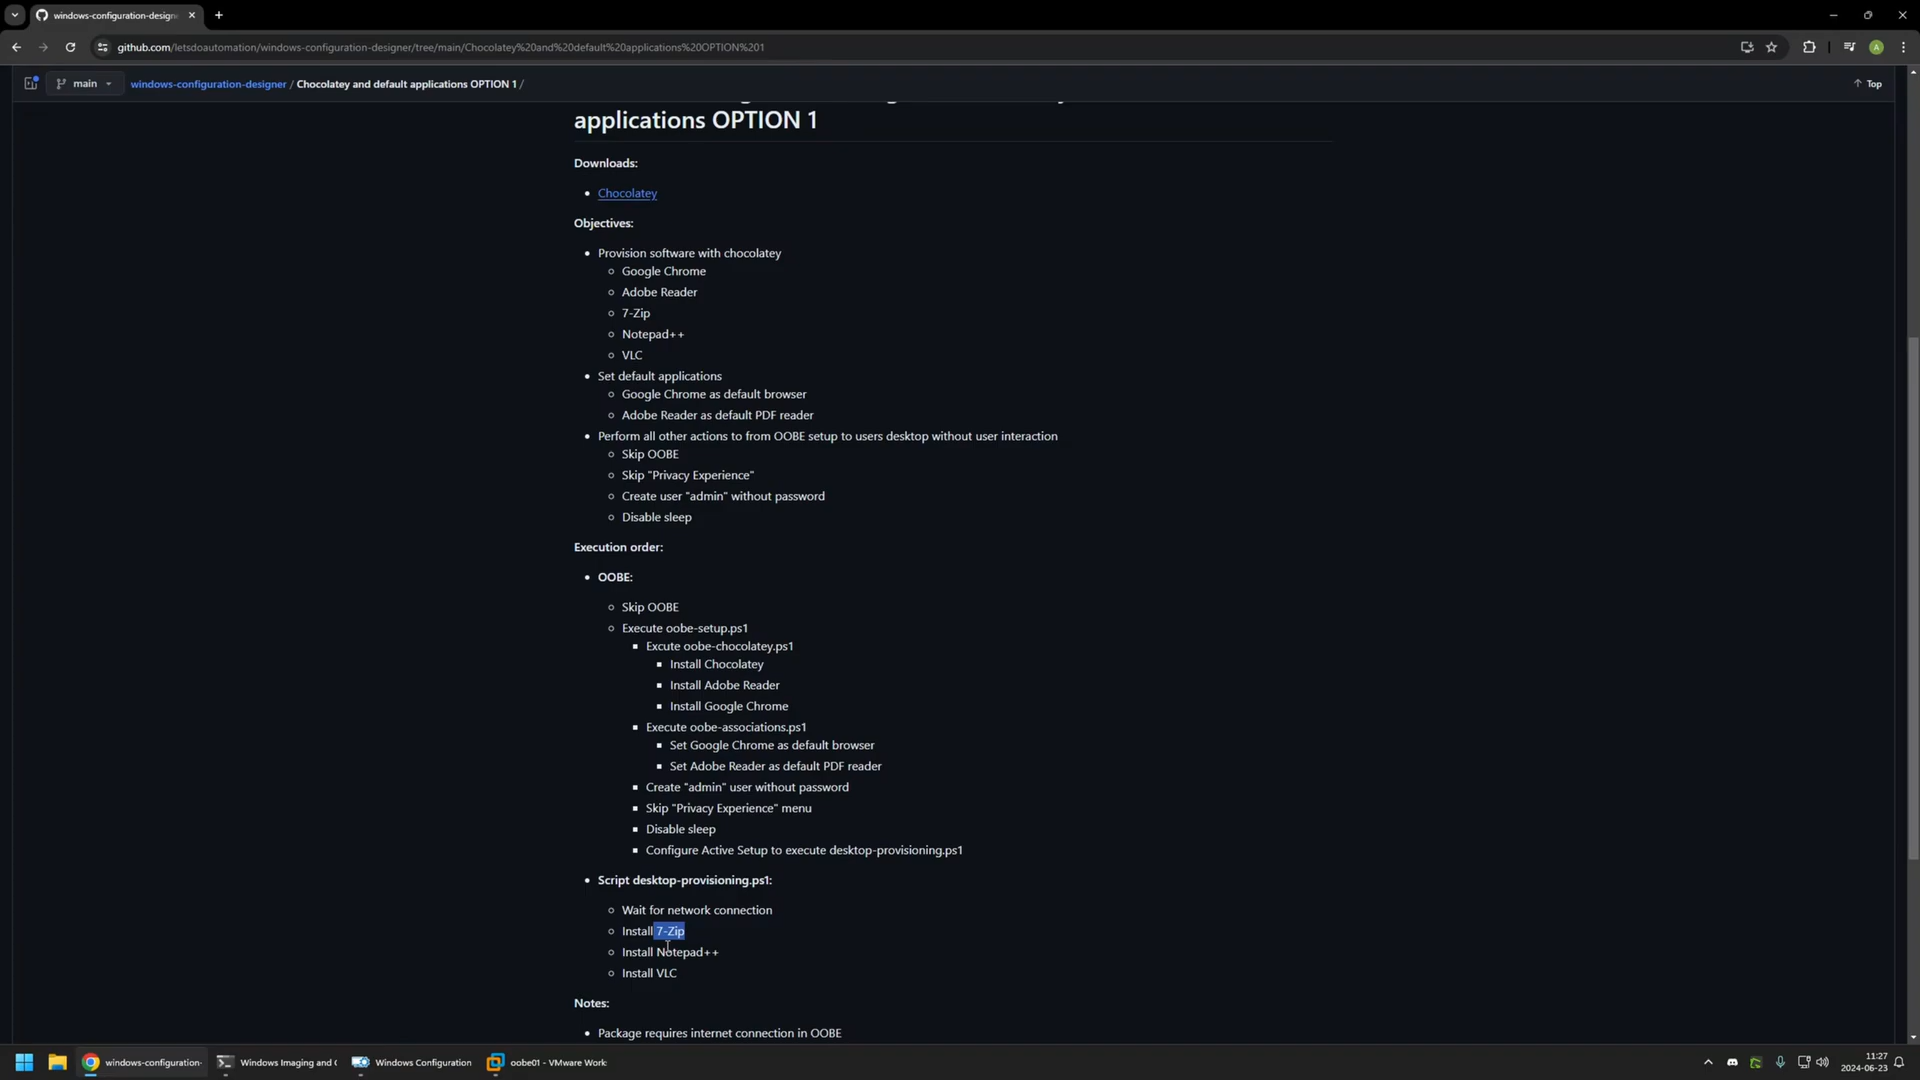 windows-configuration-design
github.com/letsdoautomation/windows-configuration-designer/tree/main/Chocolatey%20and%20default%20applications%20OPTION%201
main
windows-configuration-designer / Chocolatey and default applications OPTION 1 /
Top
applications OPTION 1
Downloads:
Chocolatey
Objectives:
Provision software with chocolatey
Google Chrome
Adobe Reader
7-Zip
Notepad++
VLC
Set default applications
Google Chrome as default browser
Adobe Reader as default PDF reader
Perform all other actions to from OOBE setup to users desktop without user interaction
Skip OOBE
Skip "Privacy Experience"
Create user "admin" without password
Disable sleep
Execution order:
OOBE:
Skip OOBE
Execute oobe-setup.ps1
Excute oobe-chocolatey.ps1
Install Chocolatey
Install Adobe Reader
Install Google Chrome
Execute oobe-associations.ps1
Set Google Chrome as default browser
Set Adobe Reader as default PDF reader
Create "admin" user without password
Skip "Privacy Experience" menu
Disable sleep
Configure Active Setup to execute desktop-provisioning.ps1
Script desktop-provisioning.ps1:
Wait for network connection
Install 7-Zip
Install Notepad++
Install VLC
Notes:
Package requires internet connection in OOBE
windows-configuration-
Windows Imaging and C
Windows Configuration
oobe01 - VMware Work
11:27
2024-06-23